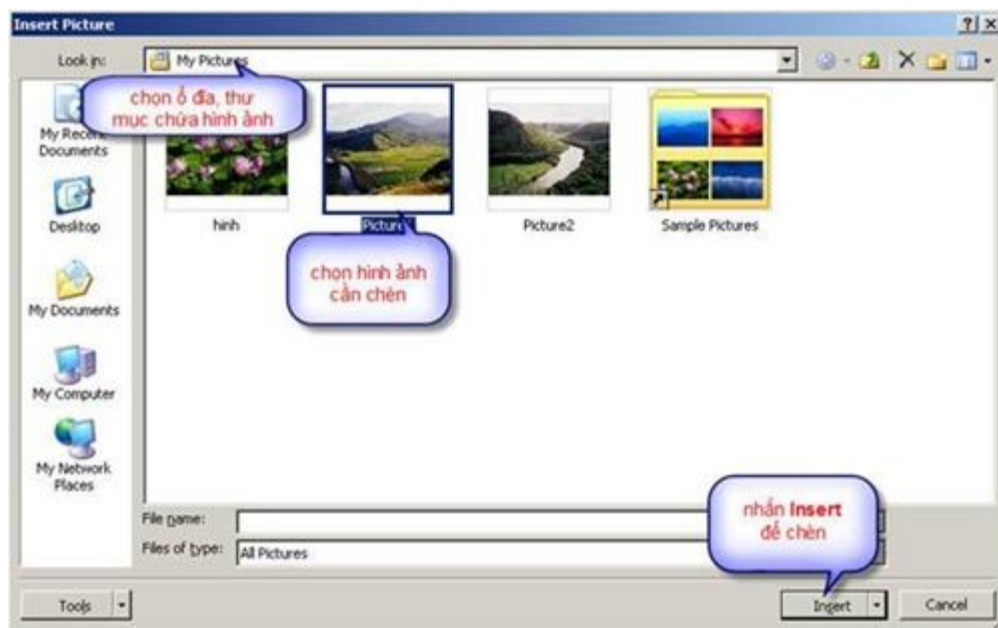 Insert Picture
Look in:
My Pictures
chọn ổ đĩa, thư
mục chứa hình ảnh
My Recent
Documents
Desktop
My Documents
My Computer
My Network
Places
hinh
Picture2
Sample Pictures
chọn hình ảnh
cần chèn
File name:
Files of type:
All Pictures
nhấn Insert
để chèn
Tools
Insert
Cancel